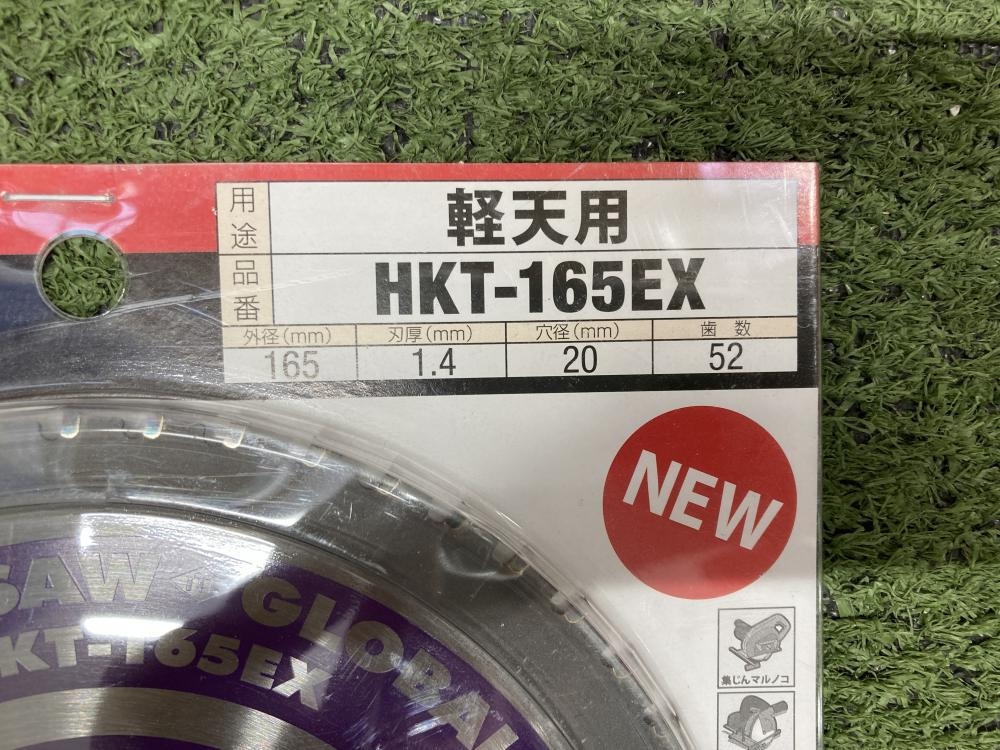 用途 軽天用
品番 HKT-165EX
外径(mm) 刃厚(mm) 穴径(mm) 歯数
165 1.4 20 52
NEW
SAW GLOBAL
KT-165EX
集じんマルノコ